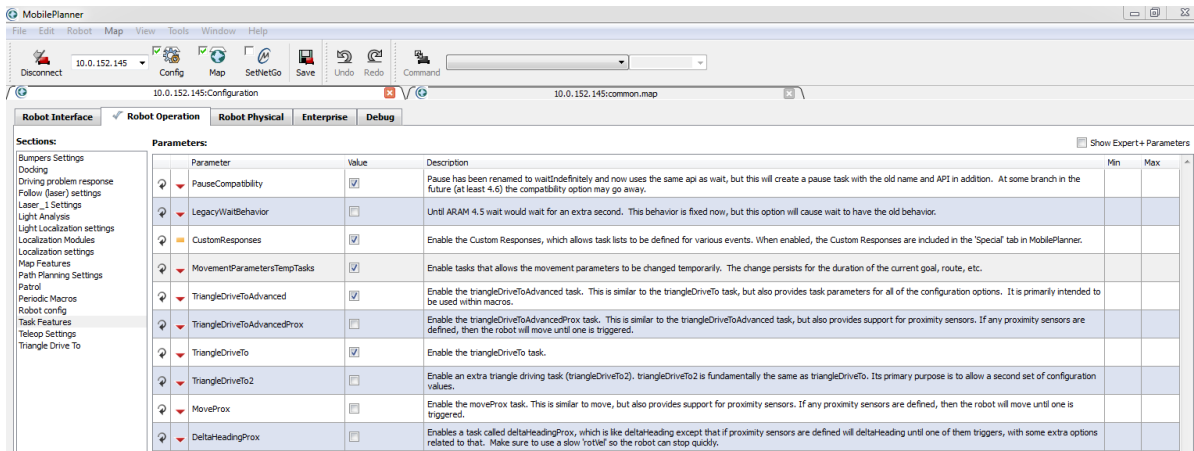 MobilePlanner
File Edit Robot Map View Tools Window Help
Disconnect 10.0.152.145 Config Map SetNetGo Save Undo Redo Command
10.0.152.145:Configuration 10.0.152.145:common.map
Robot Interface Robot Operation Robot Physical Enterprise Debug
Sections: Parameters: Show Expert+ Parameters
Bumpers Settings
Docking
Driving problem response
Follow (laser) settings
Laser_1 Settings
Light Analysis
Light Localization settings
Localization Modules
Localization settings
Map Features
Path Planning Settings
Patrol
Periodic Macros
Robot config
Task Features
Teleop Settings
Triangle Drive To
Parameter Value Description Min Max
PauseCompatibility Pause has been renamed to waitIndefinitely and now uses the same api as wait, but this will create a pause task with the old name and API in addition. At some branch in the
future (at least 4.6) the compatibility option may go away.
LegacyWaitBehavior Until ARAM 4.5 wait would wait for an extra second. This behavior is fixed now, but this option will cause wait to have the old behavior.
CustomResponses Enable the Custom Responses, which allows task lists to be defined for various events. When enabled, the Custom Responses are included in the 'Special' tab in MobilePlanner.
MovementParametersTempTasks Enable tasks that allows the movement parameters to be changed temporarily. The change persists for the duration of the current goal, route, etc.
TriangleDriveToAdvanced Enable the triangleDriveToAdvanced task. This is similar to the triangleDriveTo task, but also provides task parameters for all of the configuration options. It is primarily intended to
be used within macros.
TriangleDriveToAdvancedProx Enable the triangleDriveToAdvancedProx task. This is similar to the triangleDriveToAdvanced task, but also provides support for proximity sensors. If any proximity sensors are
defined, then the robot will move until one is triggered.
TriangleDriveTo Enable the triangleDriveTo task.
TriangleDriveTo2 Enable an extra triangle driving task (triangleDriveTo2). triangleDriveTo2 is fundamentally the same as triangleDriveTo. Its primary purpose is to allow a second set of configuration
values.
MoveProx Enable the moveProx task. This is similar to move, but also provides support for proximity sensors. If any proximity sensors are defined, then the robot will move until one is
triggered.
DeltaHeadingProx Enables a task called deltaHeadingProx, which is like deltaHeading except that if proximity sensors are defined will deltaHeading until one of them triggers, with some extra options
related to that. Make sure to use a slow 'rotVel' so the robot can stop quickly.